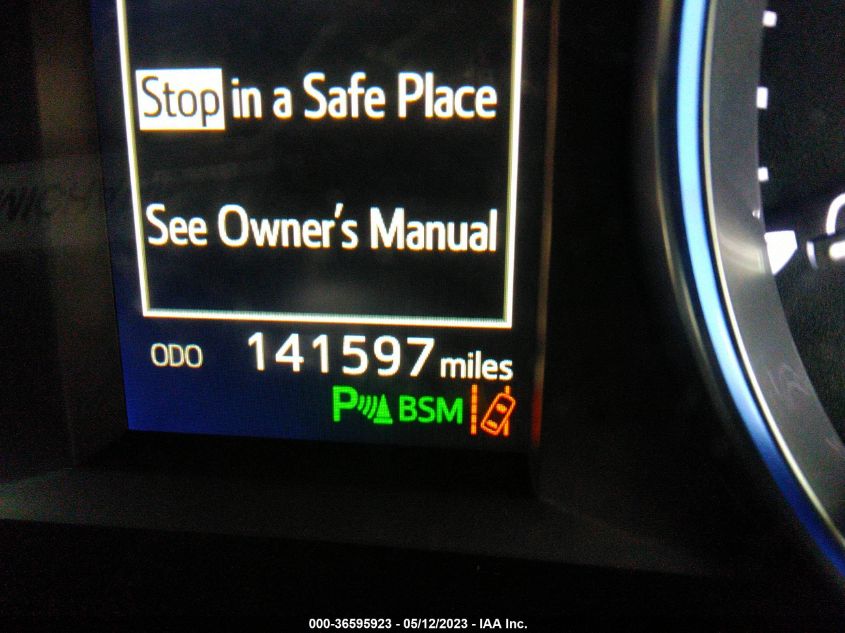 Stop in a Safe Place
See Owner's Manual
ODO 141597 miles
P BSM
000-36595923 - 05/12/2023 - IAA Inc.